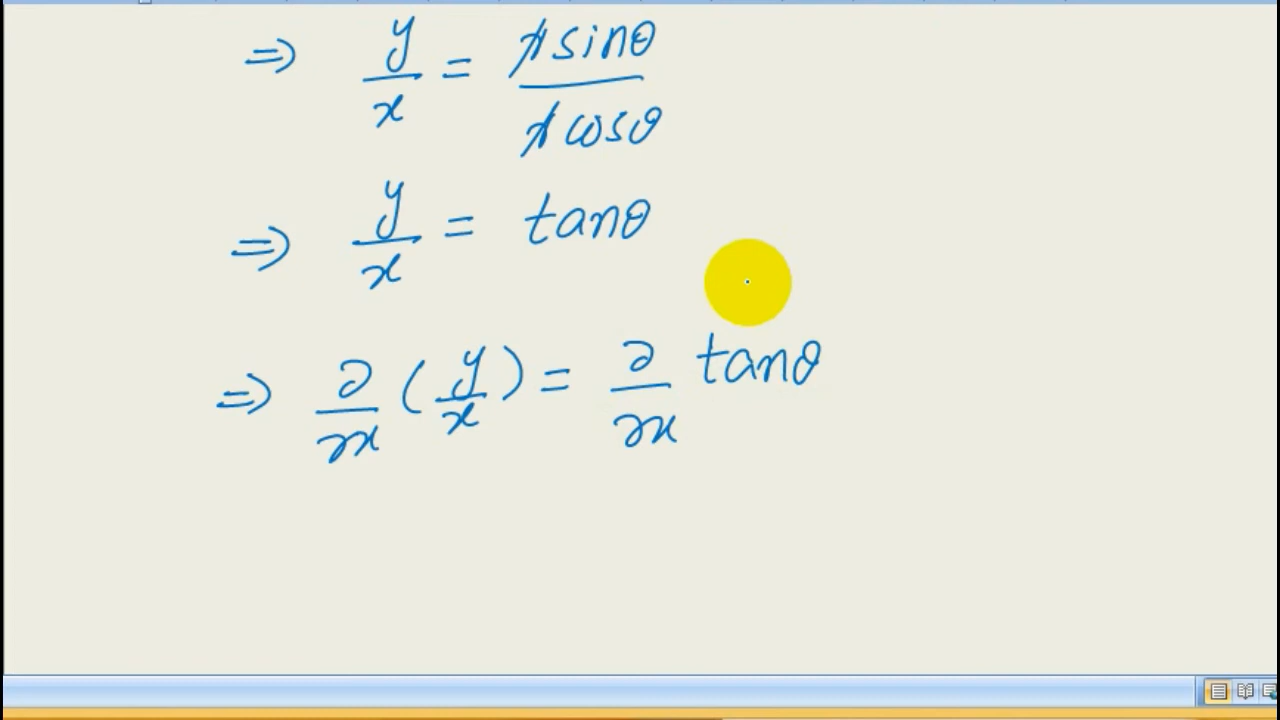 ⇒ y/x = r sinθ / r cosθ
⇒ y/x = tanθ
⇒ ∂/∂x (y/x) = ∂/∂x tanθ